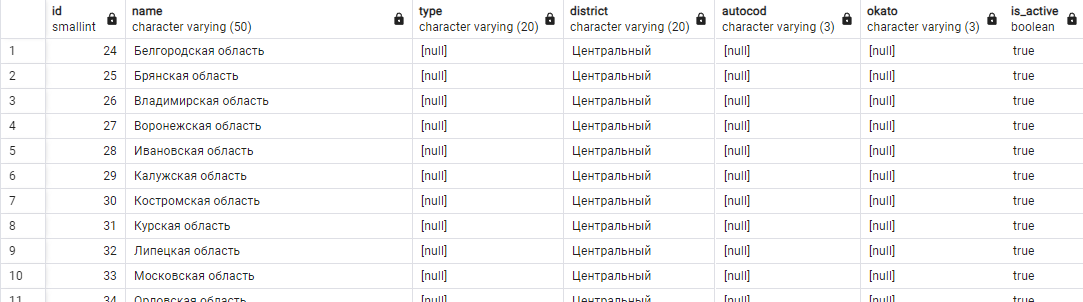 id name type district autocod okato is_active
smallint character varying (50) character varying (20) character varying (20) character varying (3) character varying (3) boolean
1 24 Белгородская область [null] Центральный [null] [null] true
2 25 Брянская область [null] Центральный [null] [null] true
3 26 Владимирская область [null] Центральный [null] [null] true
4 27 Воронежская область [null] Центральный [null] [null] true
5 28 Ивановская область [null] Центральный [null] [null] true
6 29 Калужская область [null] Центральный [null] [null] true
7 30 Костромская область [null] Центральный [null] [null] true
8 31 Курская область [null] Центральный [null] [null] true
9 32 Липецкая область [null] Центральный [null] [null] true
10 33 Московская область [null] Центральный [null] [null] true
11 34 Орловская область [null] Центральный [null] [null] true